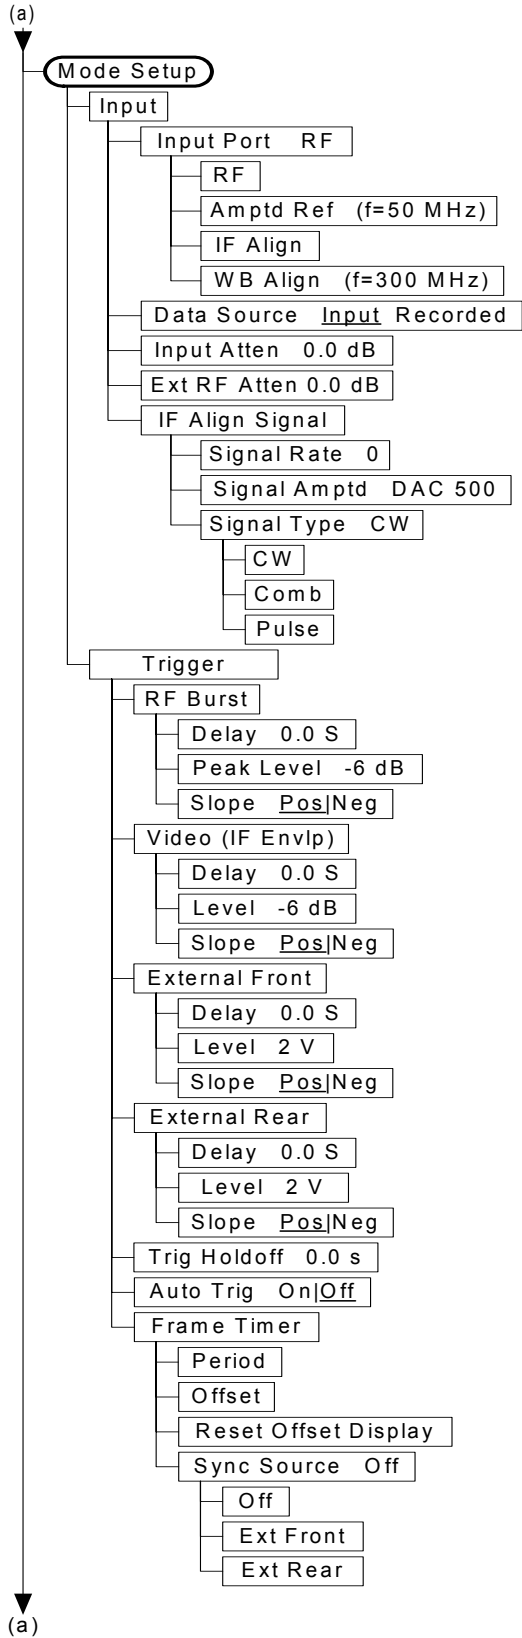 (a)
Mode Setup
Input
Input Port RF
RF
Amptd Ref (f=50 MHz)
IF Align
WB Align (f=300 MHz)
Data Source Input Recorded
Input Atten 0.0 dB
Ext RF Atten 0.0 dB
IF Align Signal
Signal Rate 0
Signal Amptd DAC 500
Signal Type CW
CW
Comb
Pulse
Trigger
RF Burst
Delay 0.0 S
Peak Level -6 dB
Slope Pos|Neg
Video (IF Envlp)
Delay 0.0 S
Level -6 dB
Slope Pos|Neg
External Front
Delay 0.0 S
Level 2 V
Slope Pos|Neg
External Rear
Delay 0.0 S
Level 2 V
Slope Pos|Neg
Trig Holdoff 0.0 s
Auto Trig On|Off
Frame Timer
Period
Offset
Reset Offset Display
Sync Source Off
Off
Ext Front
Ext Rear
(a)